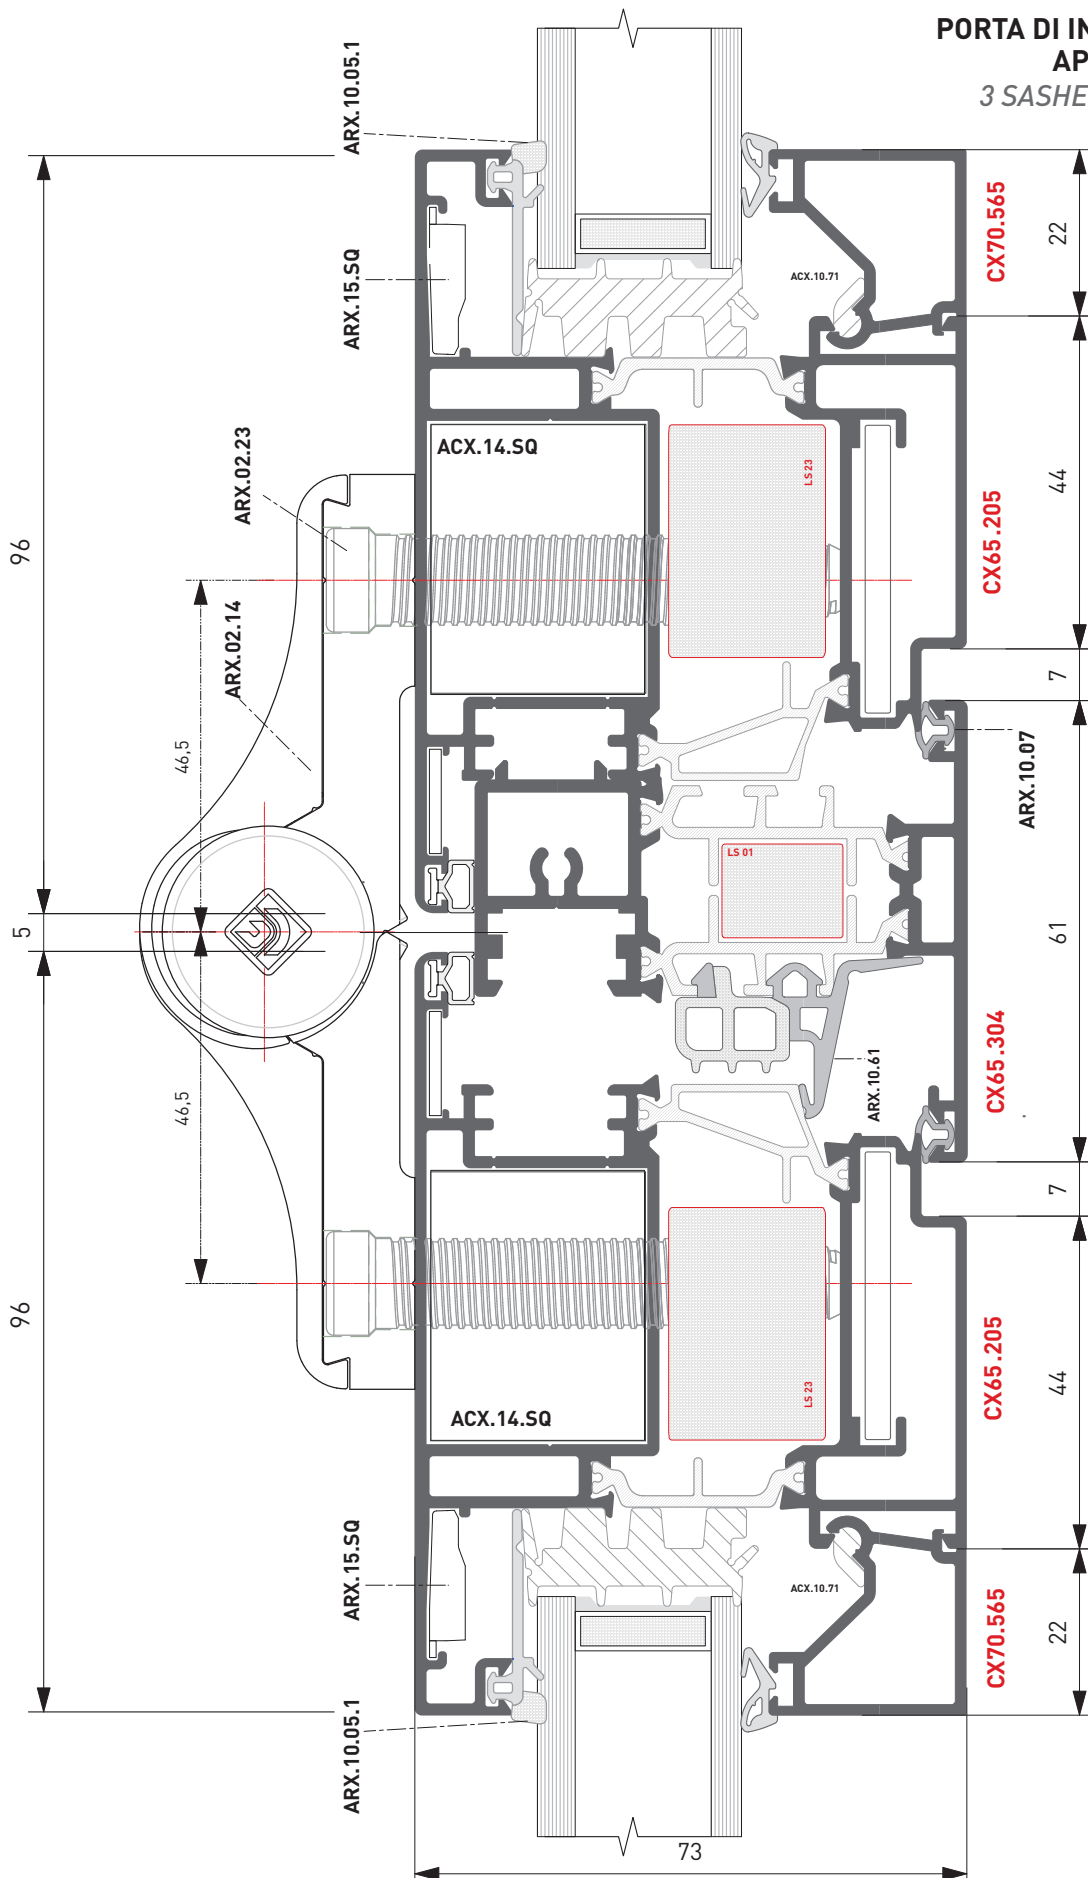 PORTA DI IN
AP
3 SASHE
ARX.10.05.1
ARX.15.SQ
ACX.10.71
CX70.565
22
ARX.02.23
ACX.14.SQ
LS 23
44
96
CX65.205
ARX.02.14
7
46,5
ARX.10.07
LS 01
5
61
CX65.304
ARX.10.61
46,5
7
96
CX65.205
44
LS 23
ACX.14.SQ
ARX.15.SQ
ACX.10.71
CX70.565
22
ARX.10.05.1
73